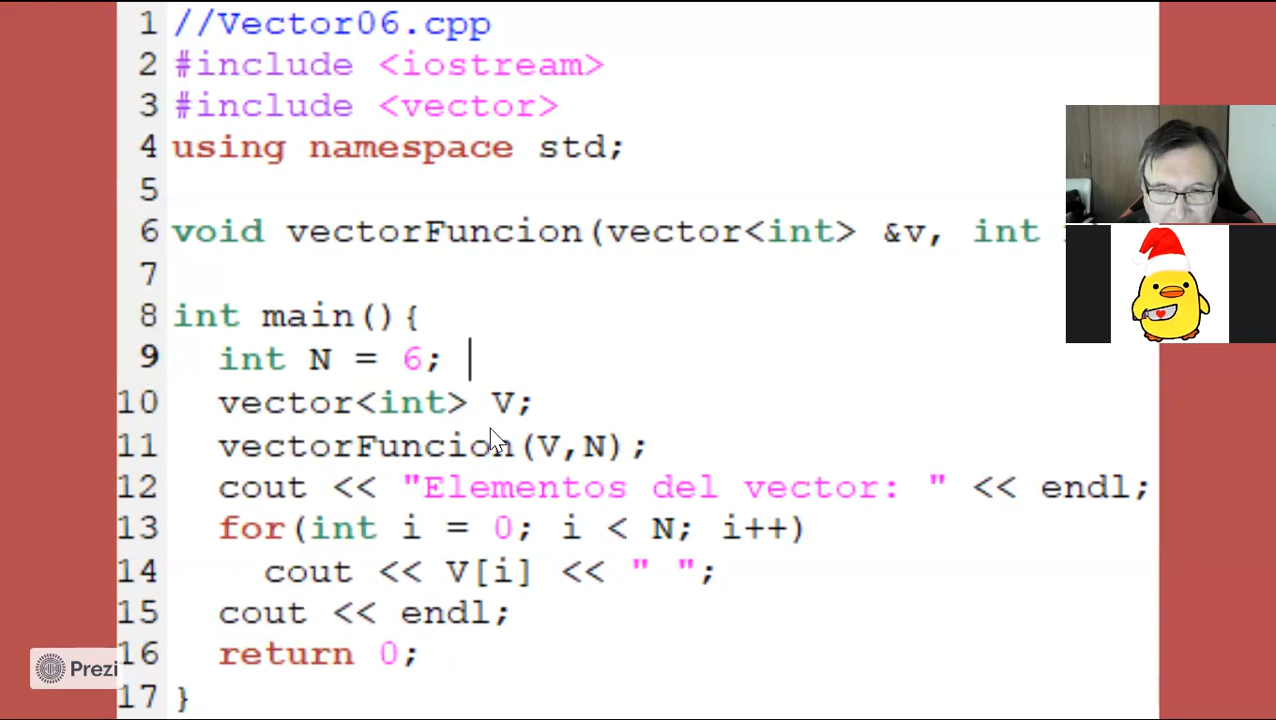 1 //Vector06.cpp
2 #include <iostream>
3 #include <vector>
4 using namespace std;
5
6 void vectorFuncion(vector<int> &v, int
7
8 int main(){
9 int N = 6;
10 vector<int> V;
11 vectorFuncion(V,N);
12 cout << "Elementos del vector: " << endl;
13 for(int i = 0; i < N; i++)
14 cout << V[i] << " ";
15 cout << endl;
16 return 0;
17 }
Prezi